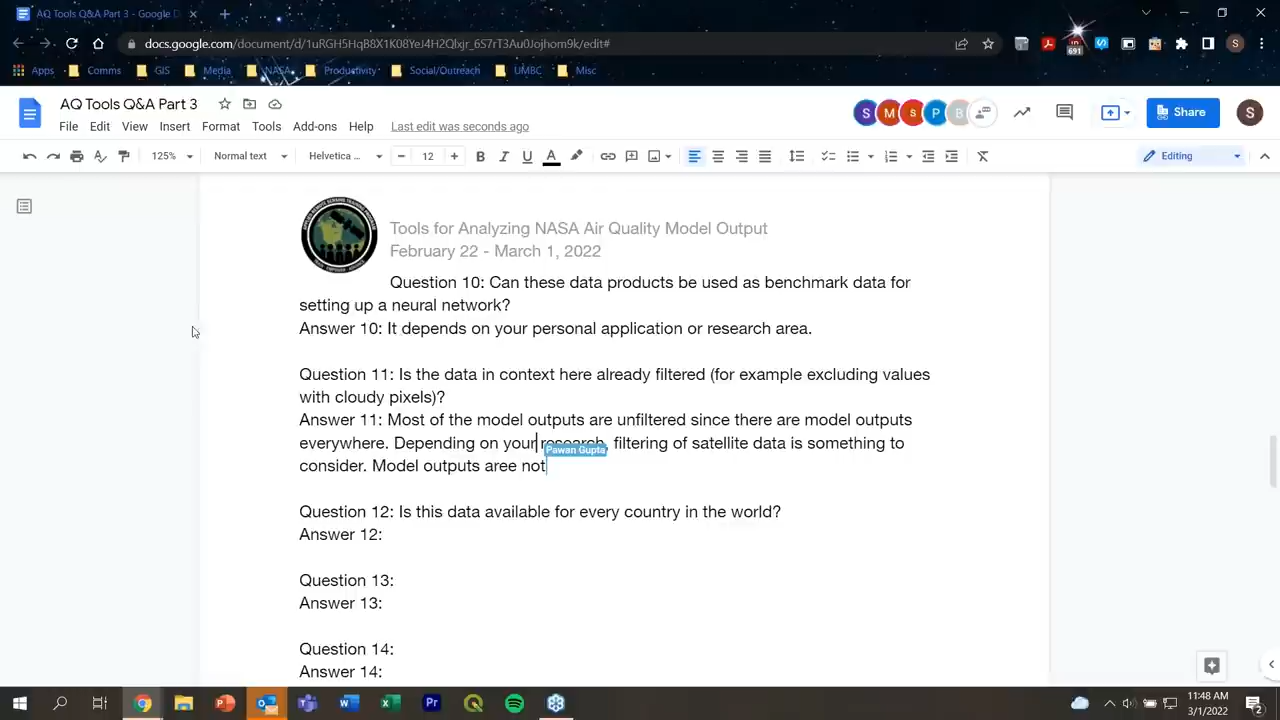 AQ Tools Q&A Part 3 - Google D
docs.google.com/document/d/1uRGH5HqB8X1K08YeJ4H2Qlxjr_6S7rT3Au0Jojhom9k/edit#
Apps Comms GIS Media NASA Productivity Social/Outreach UMBC Misc
691
S
AQ Tools Q&A Part 3
File Edit View Insert Format Tools Add-ons Help Last edit was seconds ago
S M S P B
Share
S
125% Normal text Helvetica ... 12 B I U A
Editing
Tools for Analyzing NASA Air Quality Model Output
February 22 - March 1, 2022
Question 10: Can these data products be used as benchmark data for
setting up a neural network?
Answer 10: It depends on your personal application or research area.
Question 11: Is the data in context here already filtered (for example excluding values
with cloudy pixels)?
Answer 11: Most of the model outputs are unfiltered since there are model outputs
everywhere. Depending on your research, filtering of satellite data is something to
Pawan Gupta
consider. Model outputs aree not
Question 12: Is this data available for every country in the world?
Answer 12:
Question 13:
Answer 13:
Question 14:
Answer 14:
11:48 AM
3/1/2022
2